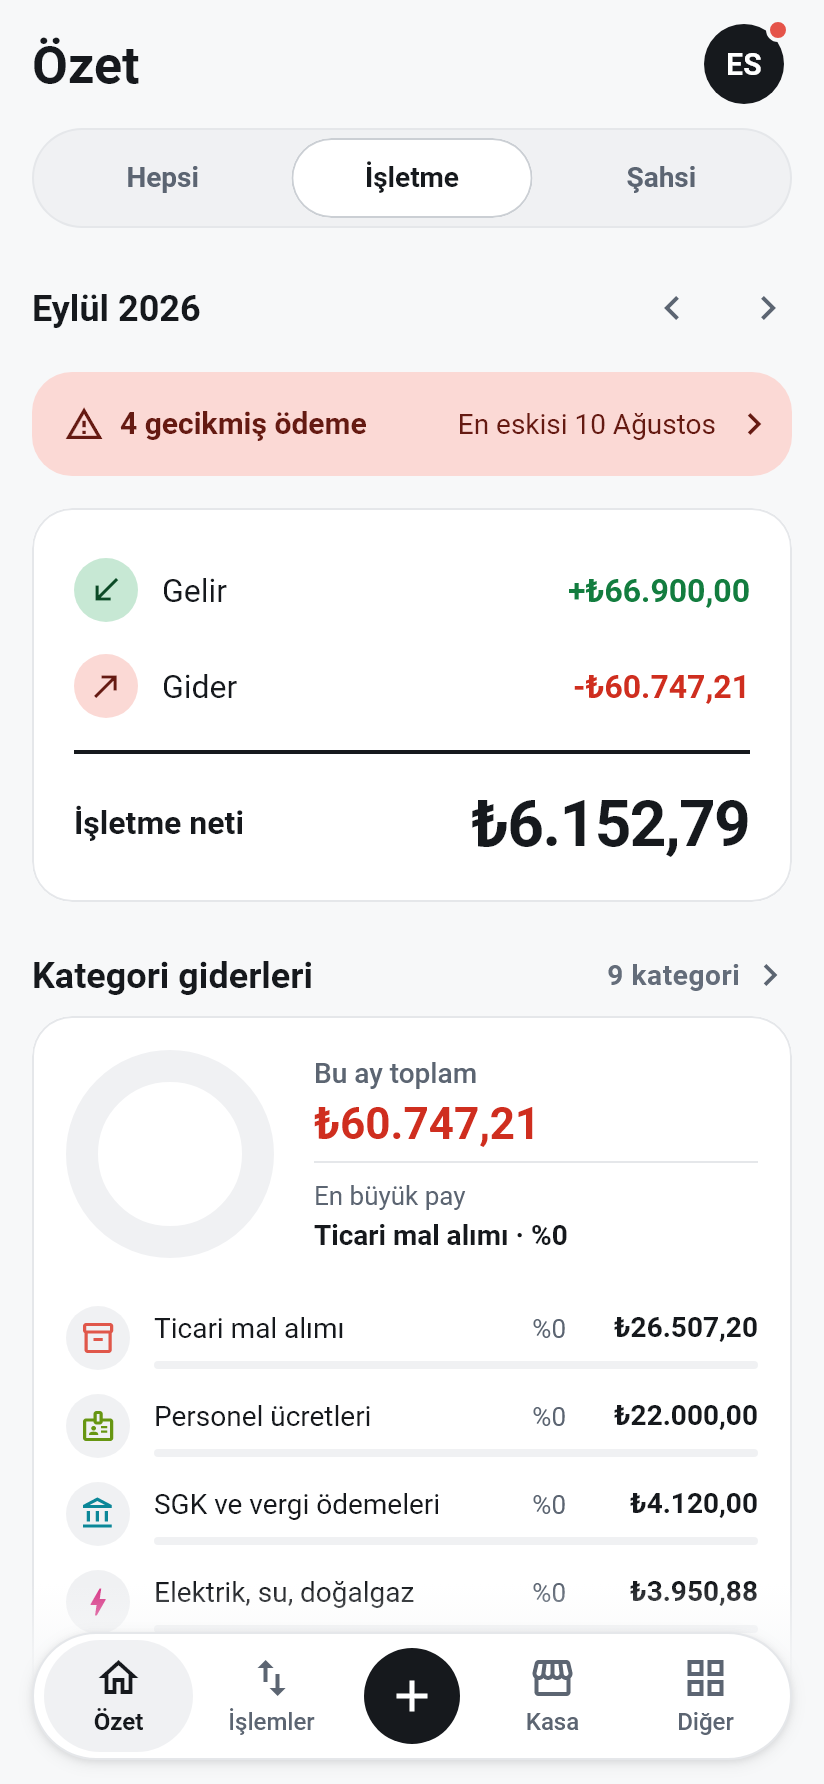 Özet
ES
Hepsi
İşletme
Şahsi
Eylül 2026
4 gecikmiş ödeme
En eskisi 10 Ağustos
Gelir
+₺66.900,00
Gider
-₺60.747,21
İşletme neti
₺6.152,79
Kategori giderleri
9 kategori
Bu ay toplam
₺60.747,21
En büyük pay
Ticari mal alımı · %0
Ticari mal alımı %0 ₺26.507,20
Personel ücretleri %0 ₺22.000,00
SGK ve vergi ödemeleri %0 ₺4.120,00
Elektrik, su, doğalgaz %0 ₺3.950,88
Özet
İşlemler
Kasa
Diğer